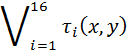 ⋁_{i=1}^{16} τ_i(x, y)